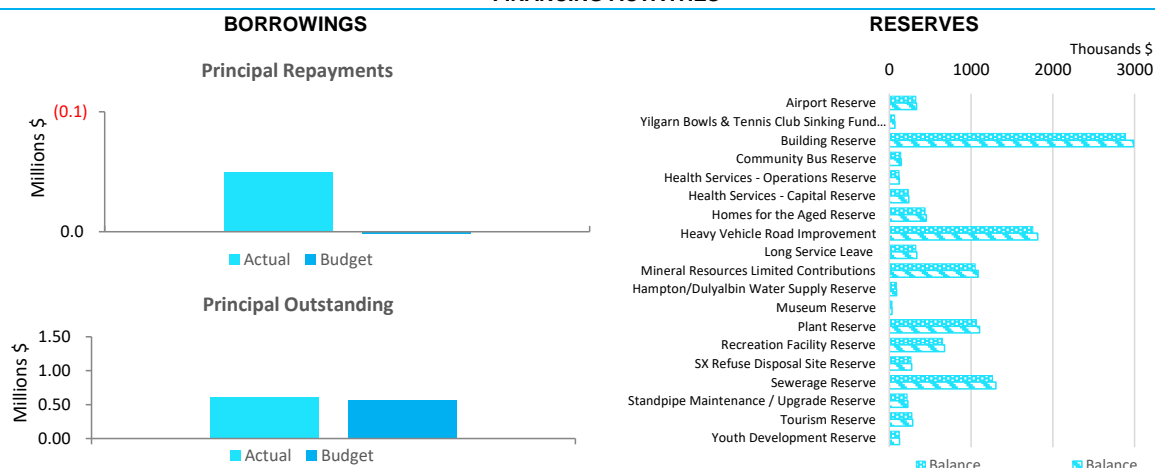 FINANCING ACTIVITIES
BORROWINGS
Principal Repayments
(0.1)
Millions $
0.0
Actual Budget
Principal Outstanding
1.50
1.00
0.50
0.00
Millions $
Actual Budget
RESERVES
Thousands $
0 1000 2000 3000
Airport Reserve
Yilgarn Bowls & Tennis Club Sinking Fund...
Building Reserve
Community Bus Reserve
Health Services - Operations Reserve
Health Services - Capital Reserve
Homes for the Aged Reserve
Heavy Vehicle Road Improvement
Long Service Leave
Mineral Resources Limited Contributions
Hampton/Dulyalbin Water Supply Reserve
Museum Reserve
Plant Reserve
Recreation Facility Reserve
SX Refuse Disposal Site Reserve
Sewerage Reserve
Standpipe Maintenance / Upgrade Reserve
Tourism Reserve
Youth Development Reserve
Balance Balance